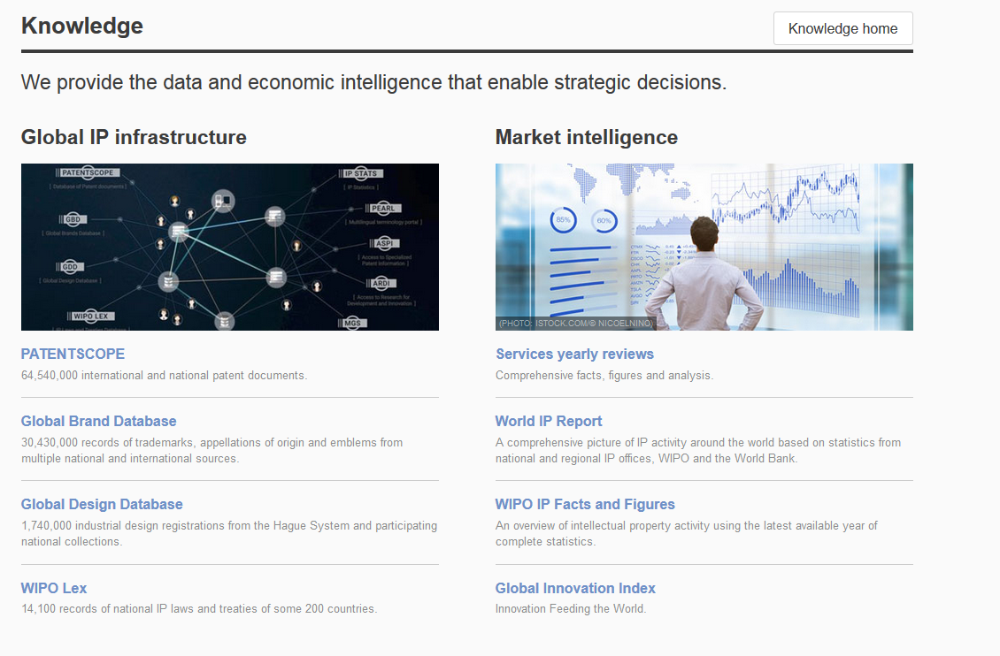 Knowledge
Knowledge home
We provide the data and economic intelligence that enable strategic decisions.
Global IP infrastructure
PATENTSCOPE
[ Database of Patent documents ]
GBD
[ Global Brands Database ]
GDD
[ Global Design Database ]
WIPO LEX
IP STATS
[ IP Statistics ]
PEARL
[ Multilingual terminology portal ]
ASPI
[ Access to Specialized
Patent Information ]
ARDI
[ Access to Research for
Development and Innovation ]
MGS
PATENTSCOPE
64,540,000 international and national patent documents.
Global Brand Database
30,430,000 records of trademarks, appellations of origin and emblems from
multiple national and international sources.
Global Design Database
1,740,000 industrial design registrations from the Hague System and participating
national collections.
WIPO Lex
14,100 records of national IP laws and treaties of some 200 countries.
Market intelligence
85%
60%
(PHOTO: ISTOCK.COM/© NICOELNINO)
Services yearly reviews
Comprehensive facts, figures and analysis.
World IP Report
A comprehensive picture of IP activity around the world based on statistics from
national and regional IP offices, WIPO and the World Bank.
WIPO IP Facts and Figures
An overview of intellectual property activity using the latest available year of
complete statistics.
Global Innovation Index
Innovation Feeding the World.